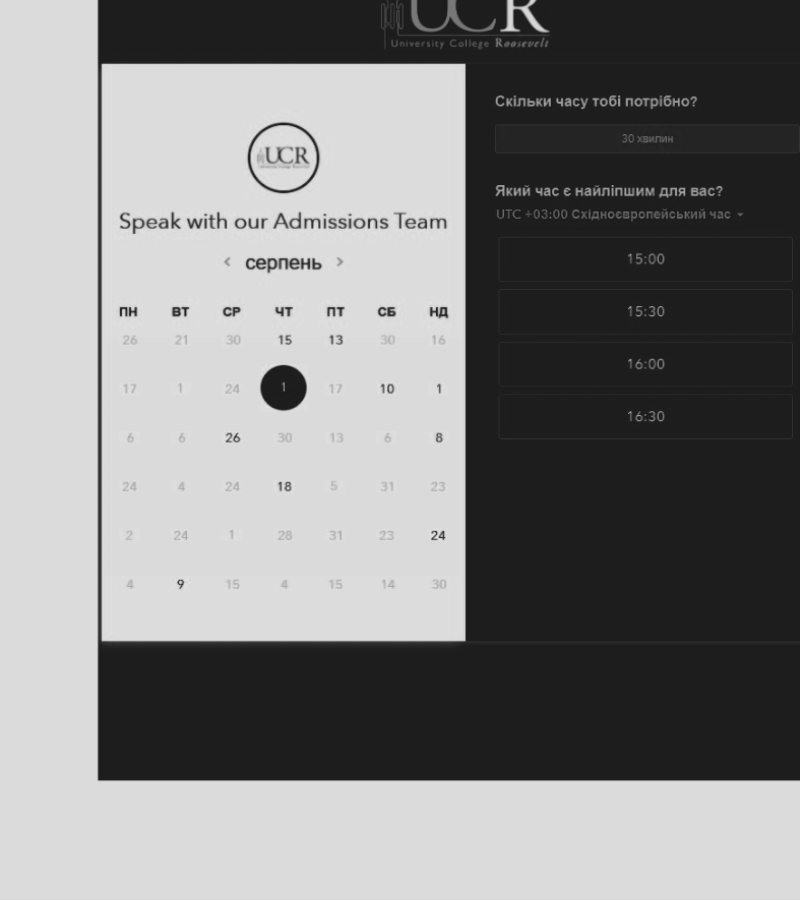 UCR
University College Roosevelt
UCR
Speak with our Admissions Team
< серпень >
ПН ВТ СР ЧТ ПТ СБ НД
26 21 30 15 13 30 16
17 1 24 1 17 10 1
6 6 26 30 13 6 8
24 4 24 18 5 31 23
2 24 1 28 31 23 24
4 9 15 4 15 14 30
Скільки часу тобі потрібно?
30 хвилин
Який час є найліпшим для вас?
UTC +03:00 Східноєвропейський час
15:00
15:30
16:00
16:30